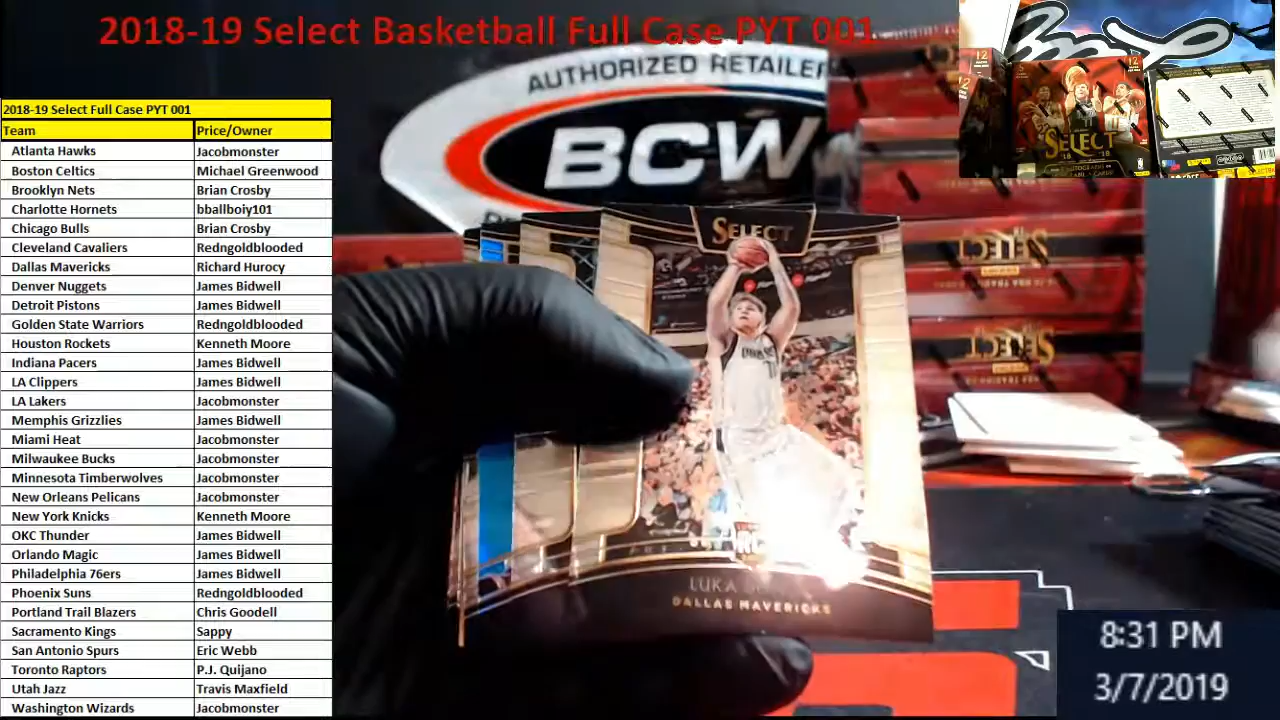 2018-19 Select Basketball Full Case PYT 001
2018-19 Select Full Case PYT 001
Team Price/Owner
Atlanta Hawks Jacobmonster
Boston Celtics Michael Greenwood
Brooklyn Nets Brian Crosby
Charlotte Hornets bballboiy101
Chicago Bulls Brian Crosby
Cleveland Cavaliers Redngoldblooded
Dallas Mavericks Richard Hurocy
Denver Nuggets James Bidwell
Detroit Pistons James Bidwell
Golden State Warriors Redngoldblooded
Houston Rockets Kenneth Moore
Indiana Pacers James Bidwell
LA Clippers James Bidwell
LA Lakers Jacobmonster
Memphis Grizzlies James Bidwell
Miami Heat Jacobmonster
Milwaukee Bucks Jacobmonster
Minnesota Timberwolves Jacobmonster
New Orleans Pelicans Jacobmonster
New York Knicks Kenneth Moore
OKC Thunder James Bidwell
Orlando Magic James Bidwell
Philadelphia 76ers James Bidwell
Phoenix Suns Redngoldblooded
Portland Trail Blazers Chris Goodell
Sacramento Kings Sappy
San Antonio Spurs Eric Webb
Toronto Raptors P.J. Quijano
Utah Jazz Travis Maxfield
Washington Wizards Jacobmonster
AUTHORIZED RETAILER
BCW
SELECT
LUKA
DALLAS MAVERICKS
SELECT
SELECT
SELECT
8:31 PM
3/7/2019